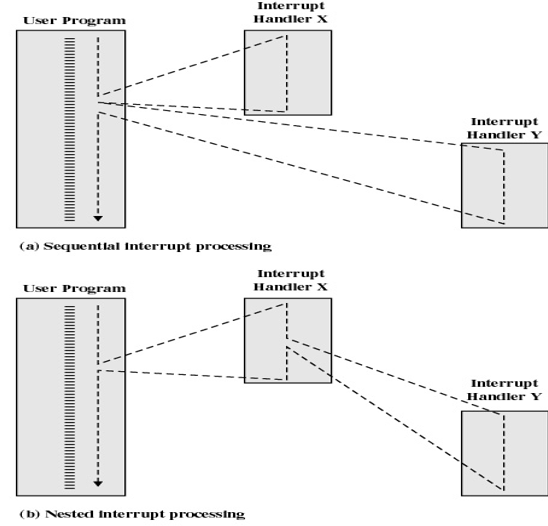 User Program
Interrupt
Handler X
Interrupt
Handler Y
(a) Sequential interrupt processing
User Program
Interrupt
Handler X
Interrupt
Handler Y
(b) Nested interrupt processing